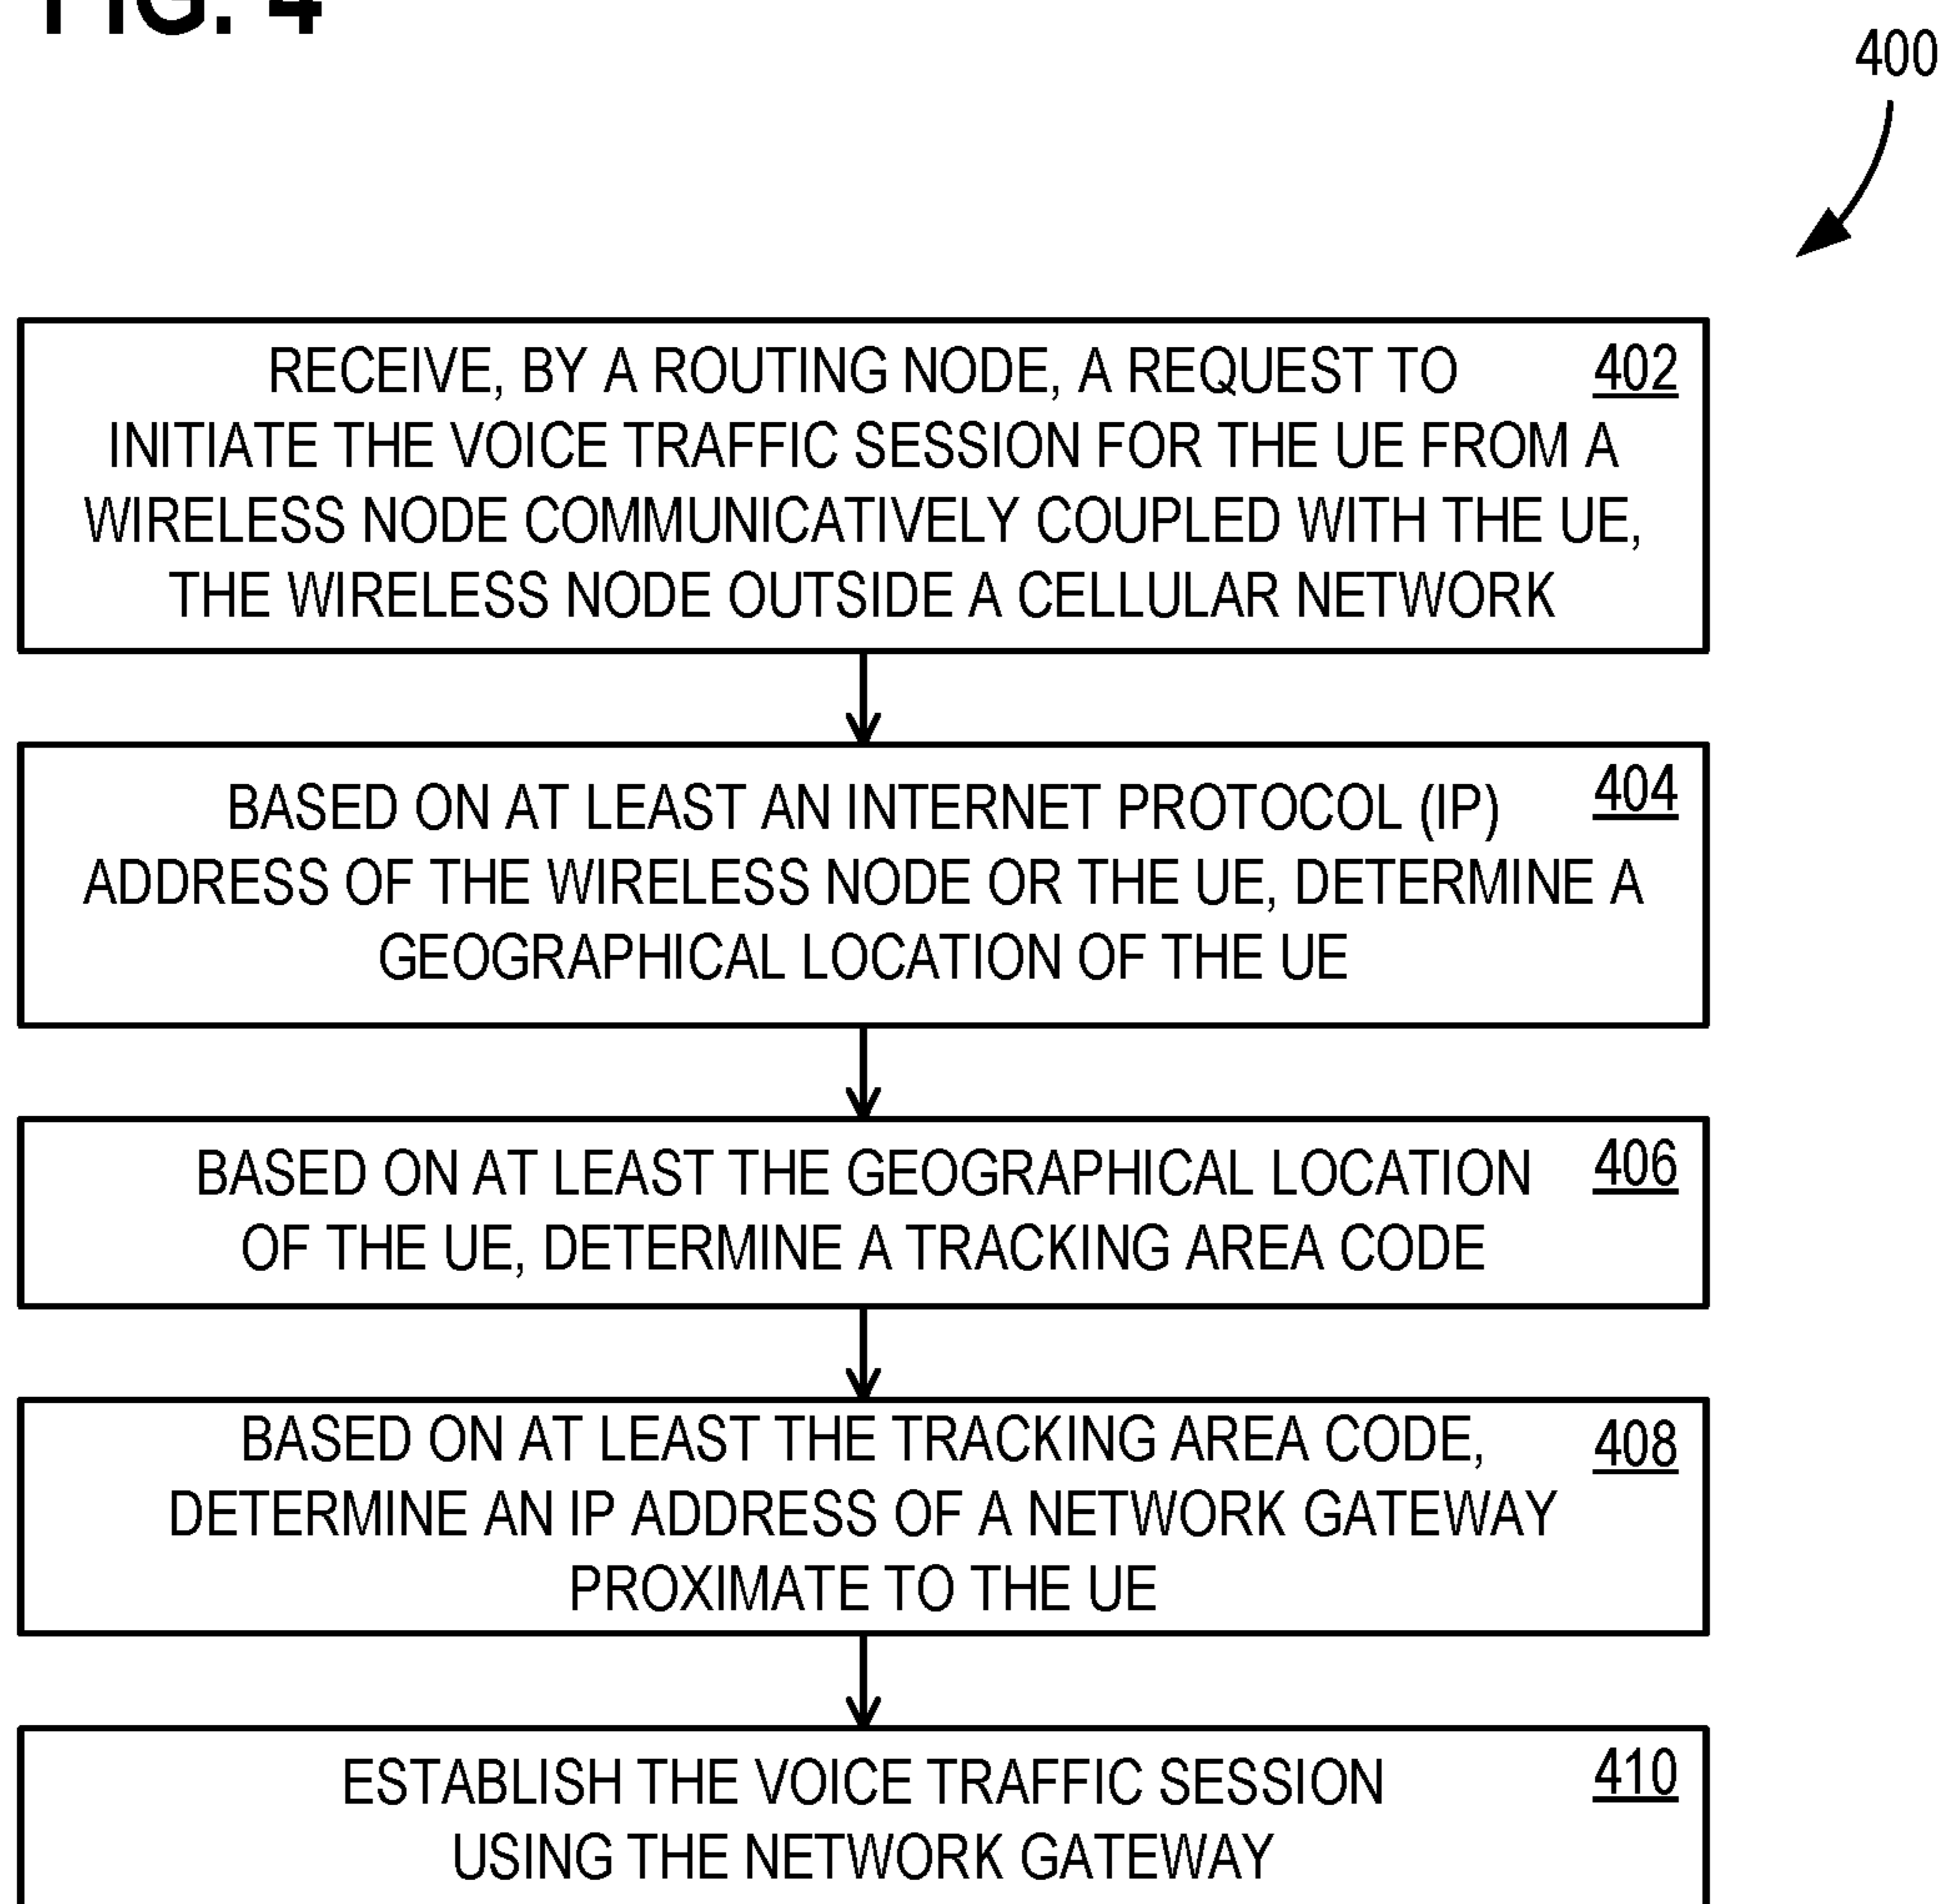 FIG. 4
400
RECEIVE, BY A ROUTING NODE, A REQUEST TO 402
INITIATE THE VOICE TRAFFIC SESSION FOR THE UE FROM A
WIRELESS NODE COMMUNICATIVELY COUPLED WITH THE UE,
THE WIRELESS NODE OUTSIDE A CELLULAR NETWORK
BASED ON AT LEAST AN INTERNET PROTOCOL (IP) 404
ADDRESS OF THE WIRELESS NODE OR THE UE, DETERMINE A
GEOGRAPHICAL LOCATION OF THE UE
BASED ON AT LEAST THE GEOGRAPHICAL LOCATION 406
OF THE UE, DETERMINE A TRACKING AREA CODE
BASED ON AT LEAST THE TRACKING AREA CODE, 408
DETERMINE AN IP ADDRESS OF A NETWORK GATEWAY
PROXIMATE TO THE UE
ESTABLISH THE VOICE TRAFFIC SESSION 410
USING THE NETWORK GATEWAY